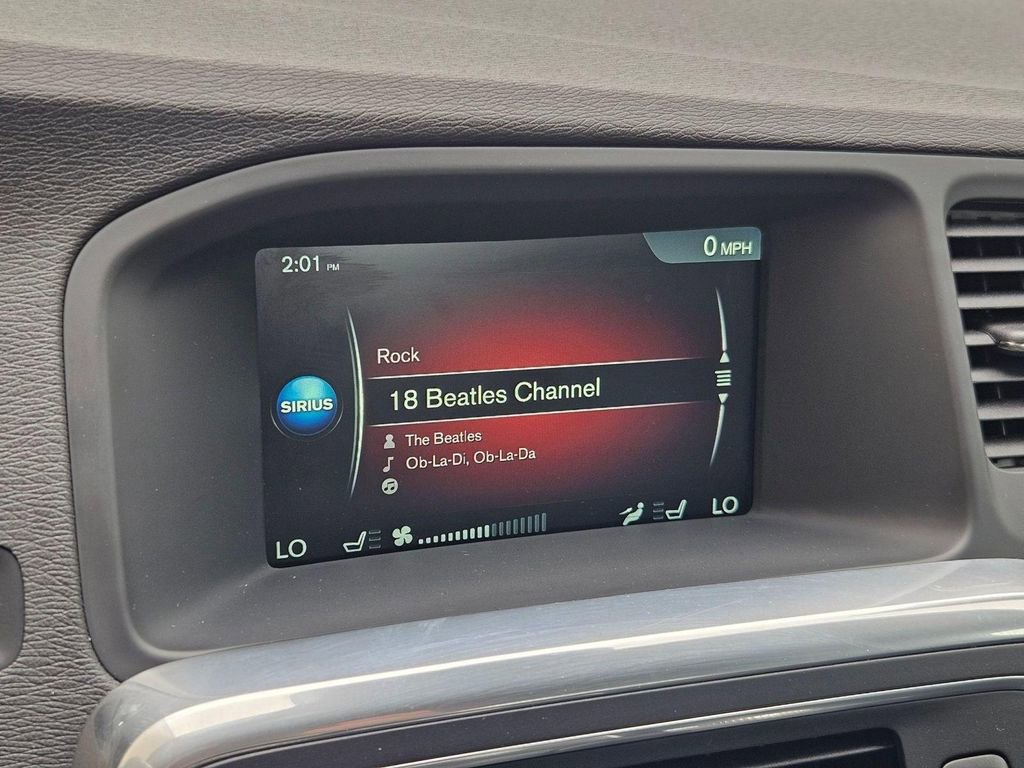 2:01 PM
0 MPH
Rock
SIRIUS
18 Beatles Channel
The Beatles
Ob-La-Di, Ob-La-Da
LO
LO